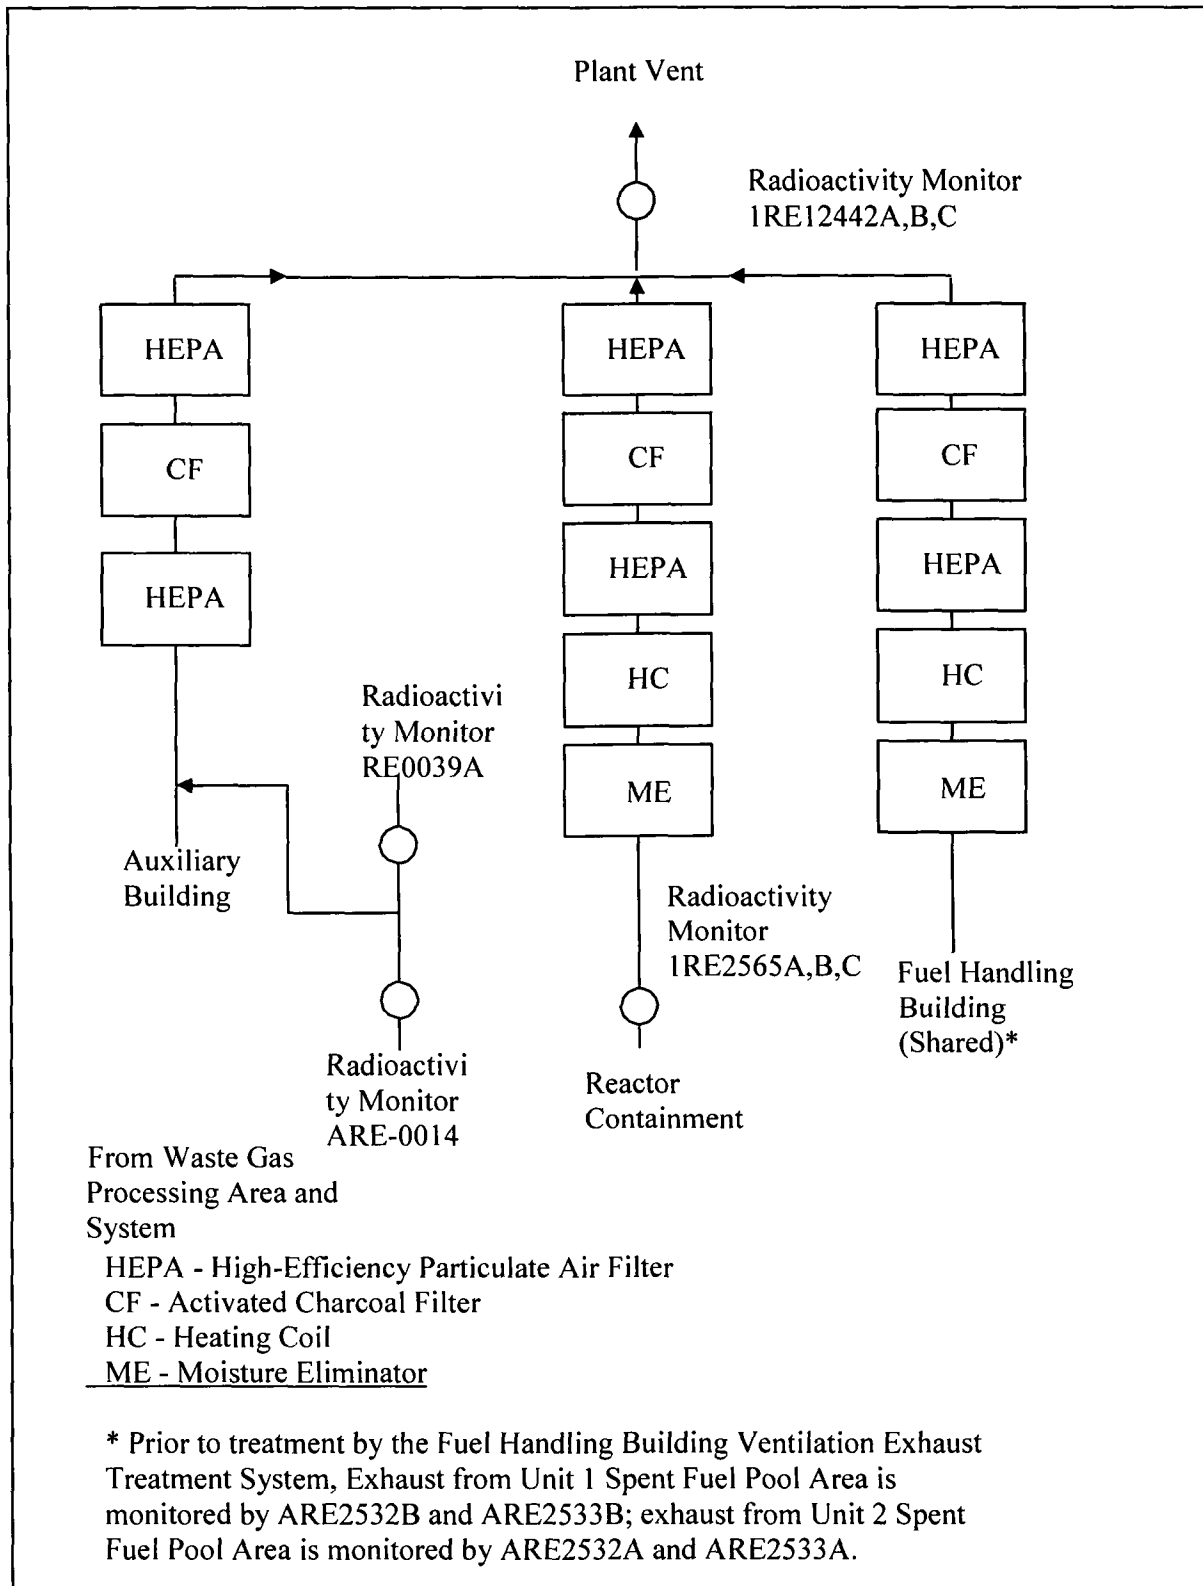 Plant Vent
Radioactivity Monitor
1RE12442A,B,C
HEPA
CF
HEPA
HEPA
CF
HEPA
HC
ME
HEPA
CF
HEPA
HC
ME
Radioactivi
ty Monitor
RE0039A
Auxiliary
Building
Radioactivity
Monitor
1RE2565A,B,C
Fuel Handling
Building
(Shared)*
Radioactivi
ty Monitor
ARE-0014
Reactor
Containment
From Waste Gas
Processing Area and
System
HEPA - High-Efficiency Particulate Air Filter
CF - Activated Charcoal Filter
HC - Heating Coil
ME - Moisture Eliminator
* Prior to treatment by the Fuel Handling Building Ventilation Exhaust
Treatment System, Exhaust from Unit 1 Spent Fuel Pool Area is
monitored by ARE2532B and ARE2533B; exhaust from Unit 2 Spent
Fuel Pool Area is monitored by ARE2532A and ARE2533A.